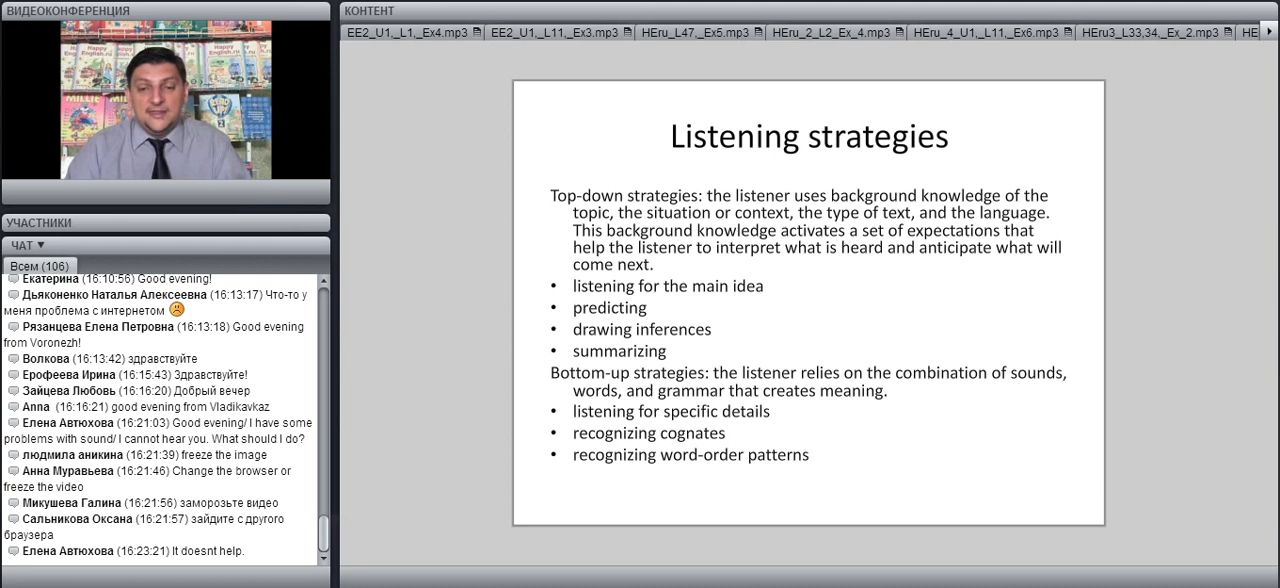 ВИДЕОКОНФЕРЕНЦИЯ
Happy English.ru
MILLIE
УЧАСТНИКИ
ЧАТ ▼
Всем (106)
Екатерина (16:10:56) Good evening!
Дьяконенко Наталья Алексеевна (16:13:17) Что-то у
меня проблема с интернетом
Рязанцева Елена Петровна (16:13:18) Good evening
from Voronezh!
Волкова (16:13:42) здравствуйте
Ерофеева Ирина (16:15:43) Здравствуйте!
Зайцева Любовь (16:16:20) Добрый вечер
Anna (16:16:21) good evening from Vladikavkaz
Елена Автюхова (16:21:03) Good evening/ I have some
problems with sound/ I cannot hear you. What should I do?
людмила аникина (16:21:39) freeze the image
Анна Муравьева (16:21:46) Change the browser or
freeze the video
Микушева Галина (16:21:56) заморозьте видео
Сальникова Оксана (16:21:57) зайдите с другого
браузера
Елена Автюхова (16:23:21) It doesnt help.
КОНТЕНТ
EE2_U1,_L1,_Ex4.mp3 EE2_U1,_L11,_Ex3.mp3 HEru_L47,_Ex5.mp3 HEru_2_L2_Ex_4.mp3 HEru_4_U1,_L11,_Ex6.mp3 HEru3_L33,34,_Ex_2.mp3 HE
Listening strategies
Top-down strategies: the listener uses background knowledge of the
topic, the situation or context, the type of text, and the language.
This background knowledge activates a set of expectations that
help the listener to interpret what is heard and anticipate what will
come next.
• listening for the main idea
• predicting
• drawing inferences
• summarizing
Bottom-up strategies: the listener relies on the combination of sounds,
words, and grammar that creates meaning.
• listening for specific details
• recognizing cognates
• recognizing word-order patterns